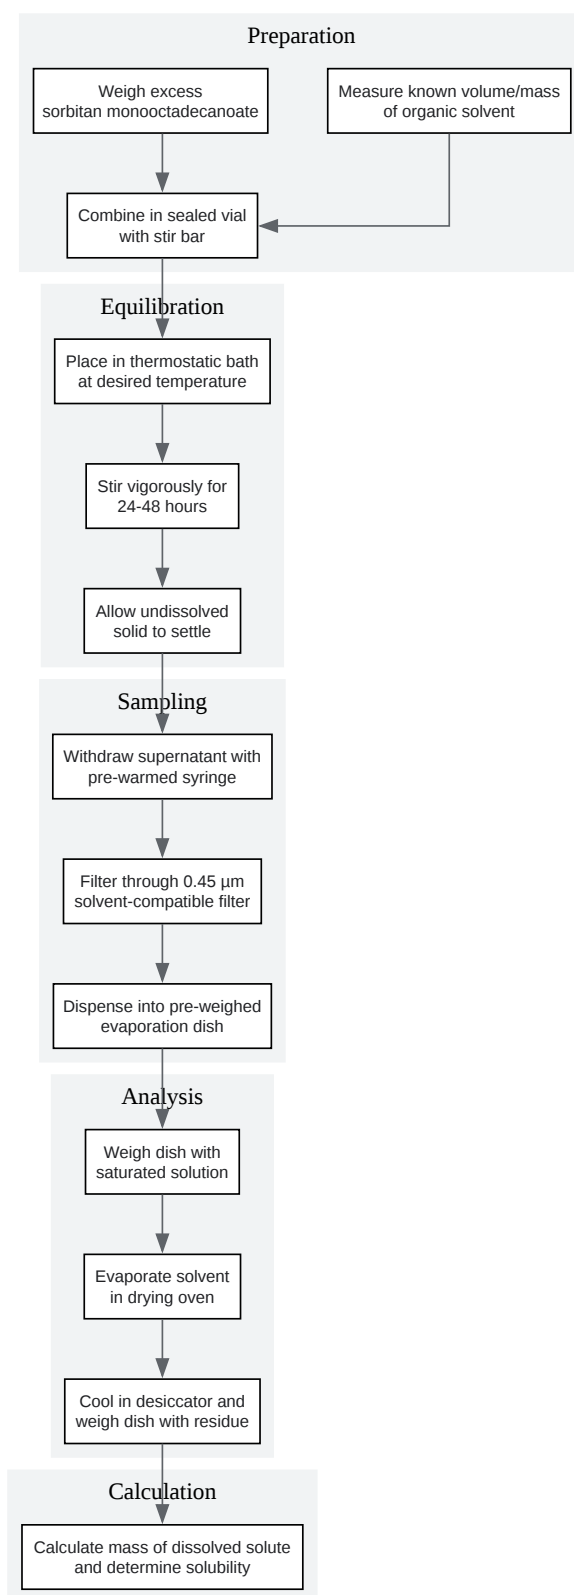 Preparation
Weigh excess
sorbitan monooctadecanoate
Measure known volume/mass
of organic solvent
Combine in sealed vial
with stir bar
Equilibration
Place in thermostatic bath
at desired temperature
Stir vigorously for
24-48 hours
Allow undissolved
solid to settle
Sampling
Withdraw supernatant with
pre-warmed syringe
Filter through 0.45 µm
solvent-compatible filter
Dispense into pre-weighed
evaporation dish
Analysis
Weigh dish with
saturated solution
Evaporate solvent
in drying oven
Cool in desiccator and
weigh dish with residue
Calculation
Calculate mass of dissolved solute
and determine solubility